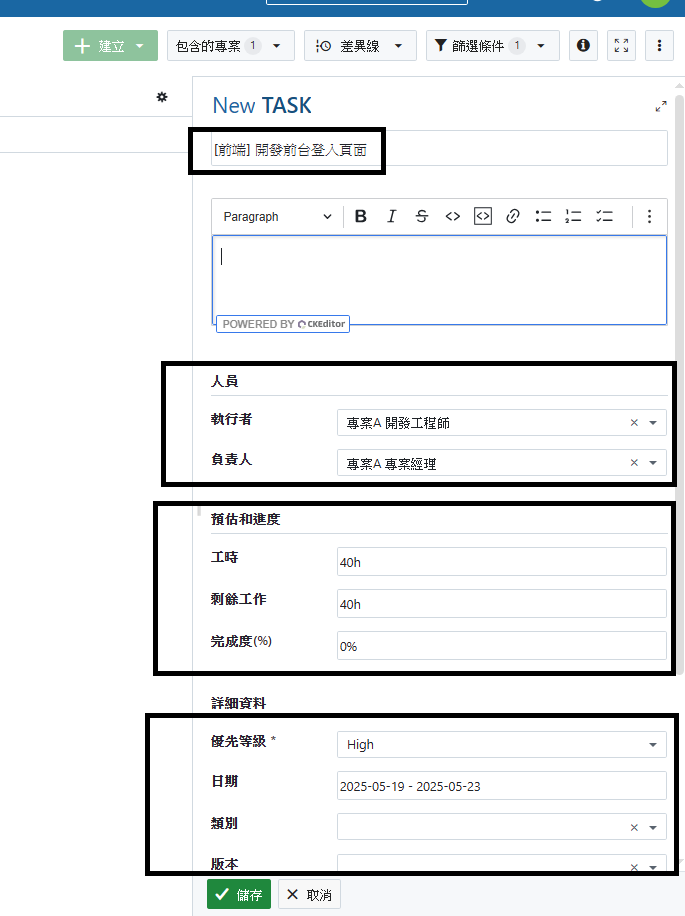 建立
包含的專案 1
差異線
篩選條件 1
New TASK
[前端] 開發前台登入頁面
Paragraph
POWERED BY CKEditor
人員
執行者
專案A 開發工程師
負責人
專案A 專案經理
預估和進度
工時
40h
剩餘工作
40h
完成度(%)
0%
詳細資料
優先等級 *
High
日期
2025-05-19 - 2025-05-23
類別
版本
儲存
取消